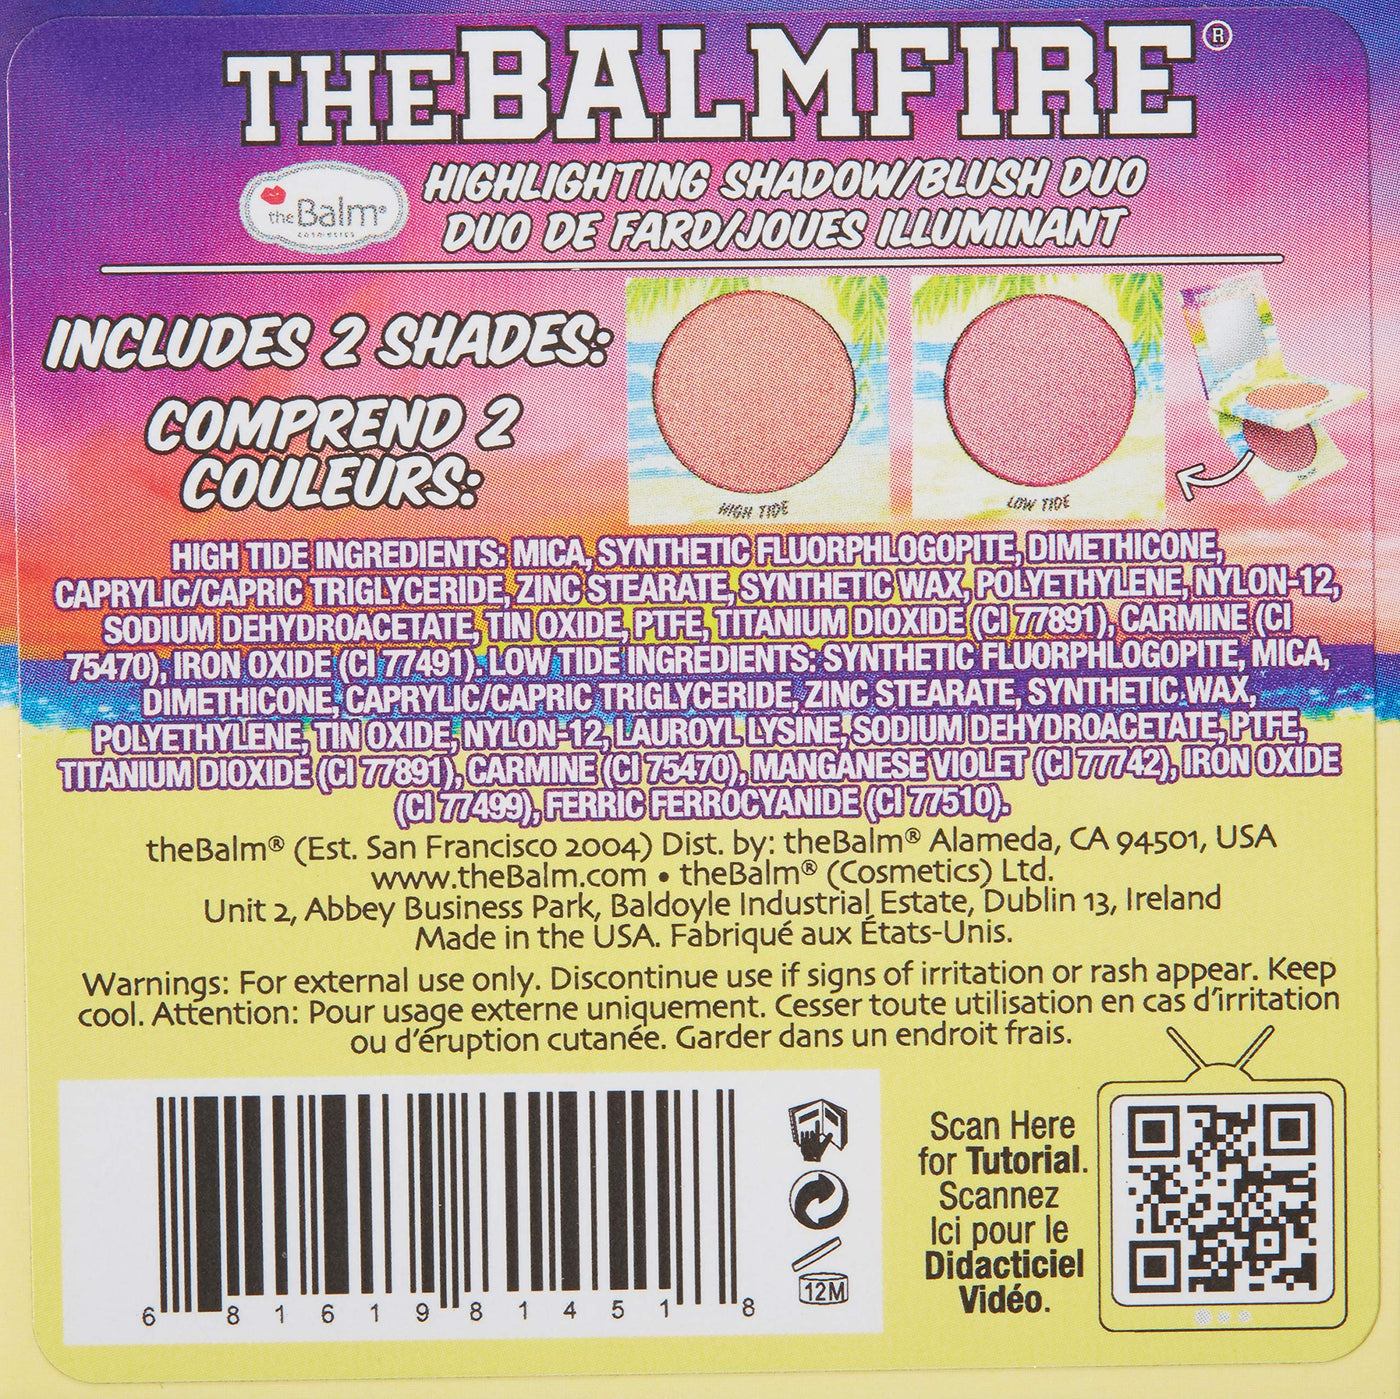 THEBALMFIRE®
theBalm®
COSMETICS
HIGHLIGHTING SHADOW/BLUSH DUO
DUO DE FARD/JOUES ILLUMINANT
INCLUDES 2 SHADES:
COMPREND 2
COULEURS:
HIGH TIDE
LOW TIDE
HIGH TIDE INGREDIENTS: MICA, SYNTHETIC FLUORPHLOGOPITE, DIMETHICONE,
CAPRYLIC/CAPRIC TRIGLYCERIDE, ZINC STEARATE, SYNTHETIC WAX, POLYETHYLENE, NYLON-12,
SODIUM DEHYDROACETATE, TIN OXIDE, PTFE, TITANIUM DIOXIDE (CI 77891), CARMINE (CI
75470), IRON OXIDE (CI 77491). LOW TIDE INGREDIENTS: SYNTHETIC FLUORPHLOGOPITE, MICA,
DIMETHICONE, CAPRYLIC/CAPRIC TRIGLYCERIDE, ZINC STEARATE, SYNTHETIC WAX,
POLYETHYLENE, TIN OXIDE, NYLON-12, LAUROYL LYSINE, SODIUM DEHYDROACETATE, PTFE,
TITANIUM DIOXIDE (CI 77891), CARMINE (CI 75470), MANGANESE VIOLET (CI 77742), IRON OXIDE
(CI 77499), FERRIC FERROCYANIDE (CI 77510).
theBalm® (Est. San Francisco 2004) Dist. by: theBalm® Alameda, CA 94501, USA
www.theBalm.com • theBalm® (Cosmetics) Ltd.
Unit 2, Abbey Business Park, Baldoyle Industrial Estate, Dublin 13, Ireland
Made in the USA. Fabriqué aux États-Unis.
Warnings: For external use only. Discontinue use if signs of irritation or rash appear. Keep
cool. Attention: Pour usage externe uniquement. Cesser toute utilisation en cas d'irritation
ou d'éruption cutanée. Garder dans un endroit frais.
6 81619 81451 8
12M
Scan Here
for Tutorial.
Scannez
Ici pour le
Didacticiel
Vidéo.